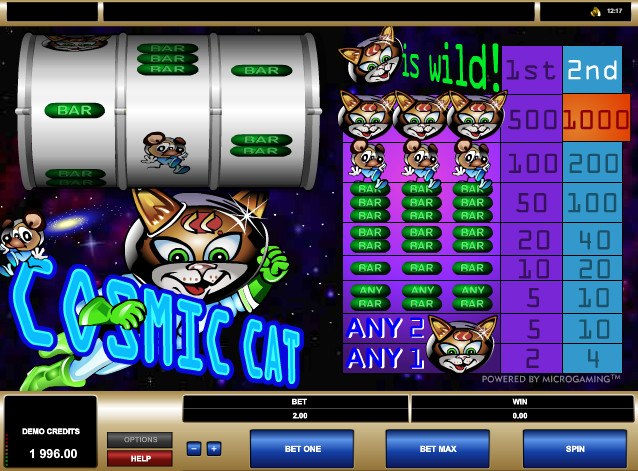 12:17
BAR
BAR
BAR
BAR
BAR
BAR
BAR
BAR
BAR
BAR
COSMIC CAT
is wild!
1st 2nd
500 1000
100 200
BAR BAR BAR
BAR BAR BAR
BAR BAR BAR
50 100
BAR BAR BAR
BAR BAR BAR
20 40
BAR BAR BAR
10 20
ANY ANY ANY
BAR BAR BAR
5 10
ANY 2
5 10
ANY 1
2 4
POWERED BY MICROGAMING™
BET
2.00
WIN
0.00
DEMO CREDITS
1 996.00
OPTIONS
HELP
BET ONE
BET MAX
SPIN